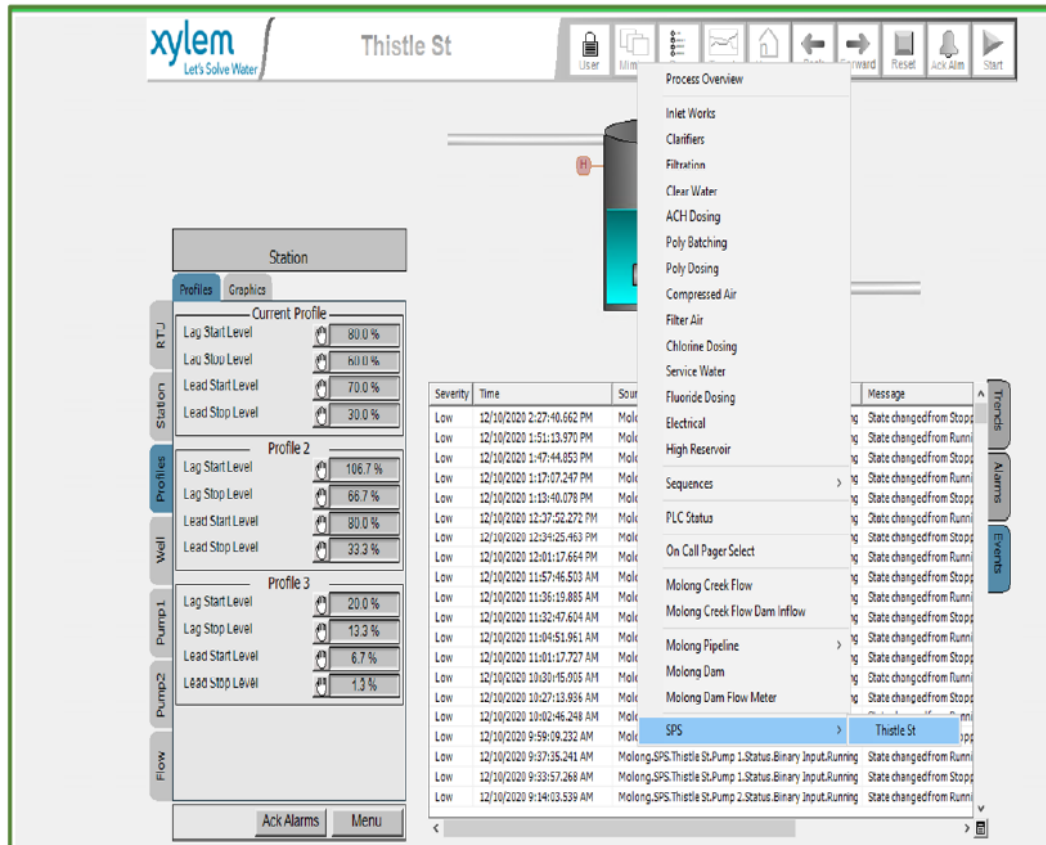 xylem
Let's Solve Water
Thistle St
User
Reset
Ack Alm
Start
H
Process Overview
Inlet Works
Clarifiers
Filtration
Clear Water
ACH Dosing
Poly Batching
Poly Dosing
Compressed Air
Filter Air
Chlorine Dosing
Service Water
Fluoride Dosing
Electrical
High Reservoir
Sequences >
PLC Status
On Call Pager Select
Molong Creek Flow
Molong Creek Flow Dam Inflow
Molong Pipeline >
Molong Dam
Molong Dam Flow Meter
SPS > Thistle St
Station
Profiles Graphics
RTU
Station
Profiles
Well
Pump1
Pump2
Flow
Current Profile
Lag Start Level 80.0 %
Lag Stop Level 60.0 %
Lead Start Level 70.0 %
Lead Stop Level 30.0 %
Profile 2
Lag Start Level 106.7 %
Lag Stop Level 66.7 %
Lead Start Level 80.0 %
Lead Stop Level 33.3 %
Profile 3
Lag Start Level 20.0 %
Lag Stop Level 13.3 %
Lead Start Level 6.7 %
Lead Stop Level 1.3 %
Ack Alarms Menu
Severity Time Message
Low 12/10/2020 2:27:40.662 PM State changed from Stopp
Low 12/10/2020 1:51:13.970 PM State changed from Runni
Low 12/10/2020 1:47:44.853 PM State changed from Stopp
Low 12/10/2020 1:17:07.247 PM State changed from Runni
Low 12/10/2020 1:13:40.078 PM State changed from Stopp
Low 12/10/2020 12:37:52.272 PM State changed from Runni
Low 12/10/2020 12:34:25.463 PM State changed from Stopp
Low 12/10/2020 12:01:17.664 PM State changed from Runni
Low 12/10/2020 11:57:46.503 AM State changed from Stopp
Low 12/10/2020 11:36:19.885 AM State changed from Runni
Low 12/10/2020 11:32:47.604 AM State changed from Stopp
Low 12/10/2020 11:04:51.961 AM State changed from Runni
Low 12/10/2020 11:01:17.727 AM State changed from Stopp
Low 12/10/2020 10:30:45.905 AM State changed from Runni
Low 12/10/2020 10:27:13.936 AM State changed from Stopp
Low 12/10/2020 10:02:46.248 AM
Low 12/10/2020 9:59:09.232 AM
Low 12/10/2020 9:37:35.241 AM Molong.SPS.Thistle St.Pump 1.Status.Binary Input.Running State changed from Runni
Low 12/10/2020 9:33:57.268 AM Molong.SPS.Thistle St.Pump 1.Status.Binary Input.Running State changed from Stopp
Low 12/10/2020 9:14:03.539 AM Molong.SPS.Thistle St.Pump 2.Status.Binary Input.Running State changed from Runni
Trends
Alarms
Events